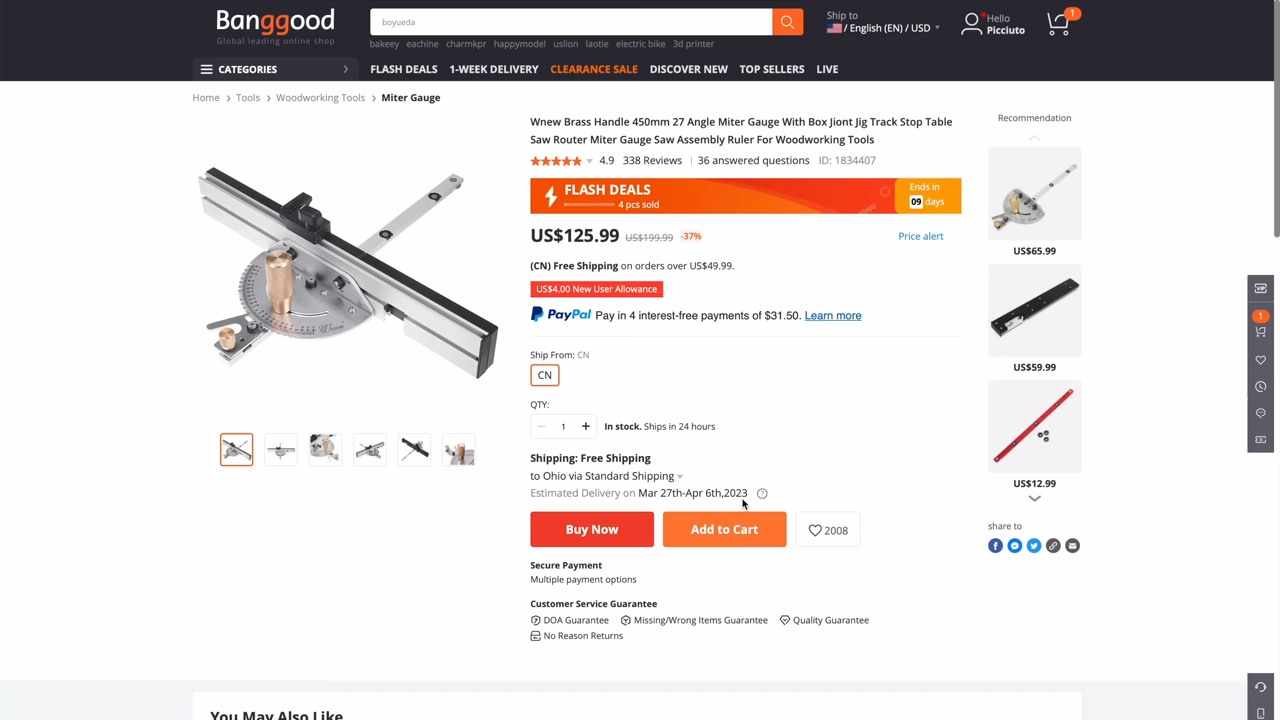 Banggood
Global leading online shop
boyueda
bakeey eachine charmkpr happymodel uslion laotie electric bike 3d printer
Ship to
/ English (EN) / USD
Hello
Picciuto
1
CATEGORIES
FLASH DEALS 1-WEEK DELIVERY CLEARANCE SALE DISCOVER NEW TOP SELLERS LIVE
Home › Tools › Woodworking Tools › Miter Gauge
Wnew Brass Handle 450mm 27 Angle Miter Gauge With Box Jiont Jig Track Stop Table
Saw Router Miter Gauge Saw Assembly Ruler For Woodworking Tools
4.9 338 Reviews | 36 answered questions ID: 1834407
FLASH DEALS
4 pcs sold
Ends in
09 days
US$125.99 US$199.99 -37%
Price alert
(CN) Free Shipping on orders over US$49.99.
US$4.00 New User Allowance
PayPal Pay in 4 interest-free payments of $31.50. Learn more
Ship From: CN
CN
QTY:
1
In stock. Ships in 24 hours
Shipping: Free Shipping
to Ohio via Standard Shipping
Estimated Delivery on Mar 27th-Apr 6th,2023 ?
Buy Now
Add to Cart
2008
Secure Payment
Multiple payment options
Customer Service Guarantee
DOA Guarantee Missing/Wrong Items Guarantee Quality Guarantee
No Reason Returns
Recommendation
US$65.99
US$59.99
US$12.99
share to
VIP
1
You May Also Like